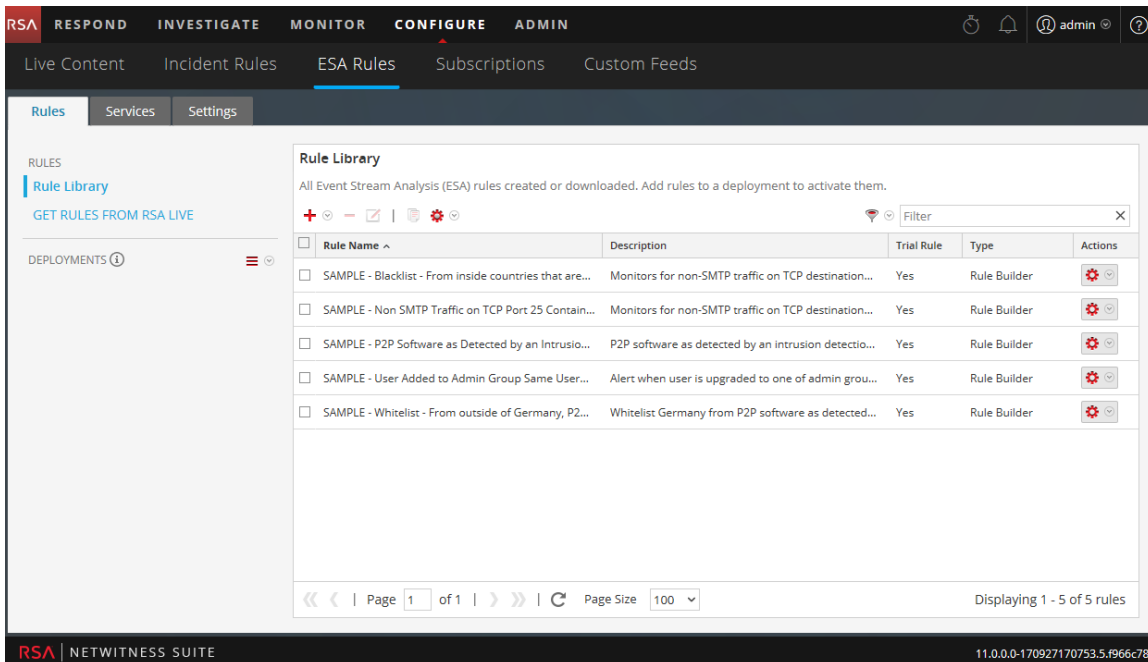 RSA RESPOND INVESTIGATE MONITOR CONFIGURE ADMIN admin
Live Content Incident Rules ESA Rules Subscriptions Custom Feeds
Rules Services Settings
RULES
Rule Library
GET RULES FROM RSA LIVE
DEPLOYMENTS
Rule Library
All Event Stream Analysis (ESA) rules created or downloaded. Add rules to a deployment to activate them.
Filter
Rule Name Description Trial Rule Type Actions
SAMPLE - Blacklist - From inside countries that are... Monitors for non-SMTP traffic on TCP destination... Yes Rule Builder
SAMPLE - Non SMTP Traffic on TCP Port 25 Contain... Monitors for non-SMTP traffic on TCP destination... Yes Rule Builder
SAMPLE - P2P Software as Detected by an Intrusio... P2P software as detected by an intrusion detectio... Yes Rule Builder
SAMPLE - User Added to Admin Group Same User... Alert when user is upgraded to one of admin grou... Yes Rule Builder
SAMPLE - Whitelist - From outside of Germany, P2... Whitelist Germany from P2P software as detected... Yes Rule Builder
Page 1 of 1 Page Size 100 Displaying 1 - 5 of 5 rules
RSA NETWITNESS SUITE 11.0.0.0-170927170753.5.f966c78